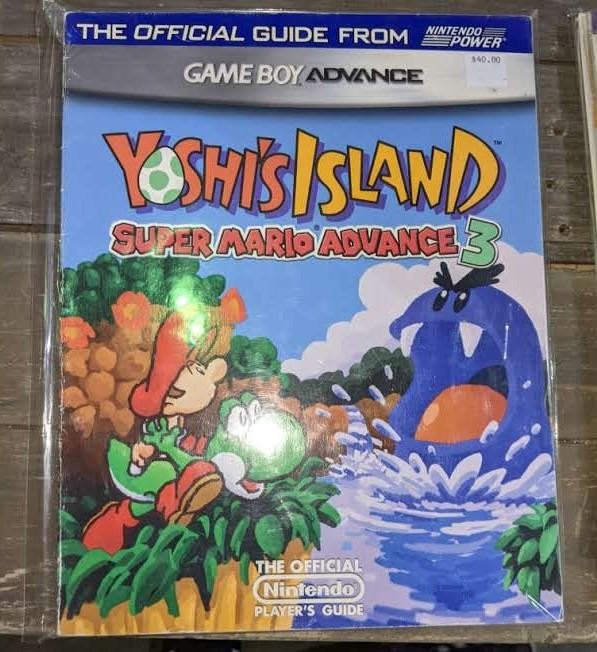 THE OFFICIAL GUIDE FROM NINTENDO POWER®
$40.00
GAME BOY ADVANCE
YOSHI'S ISLAND™
SUPER MARIO® ADVANCE 3
THE OFFICIAL
Nintendo
PLAYER'S GUIDE